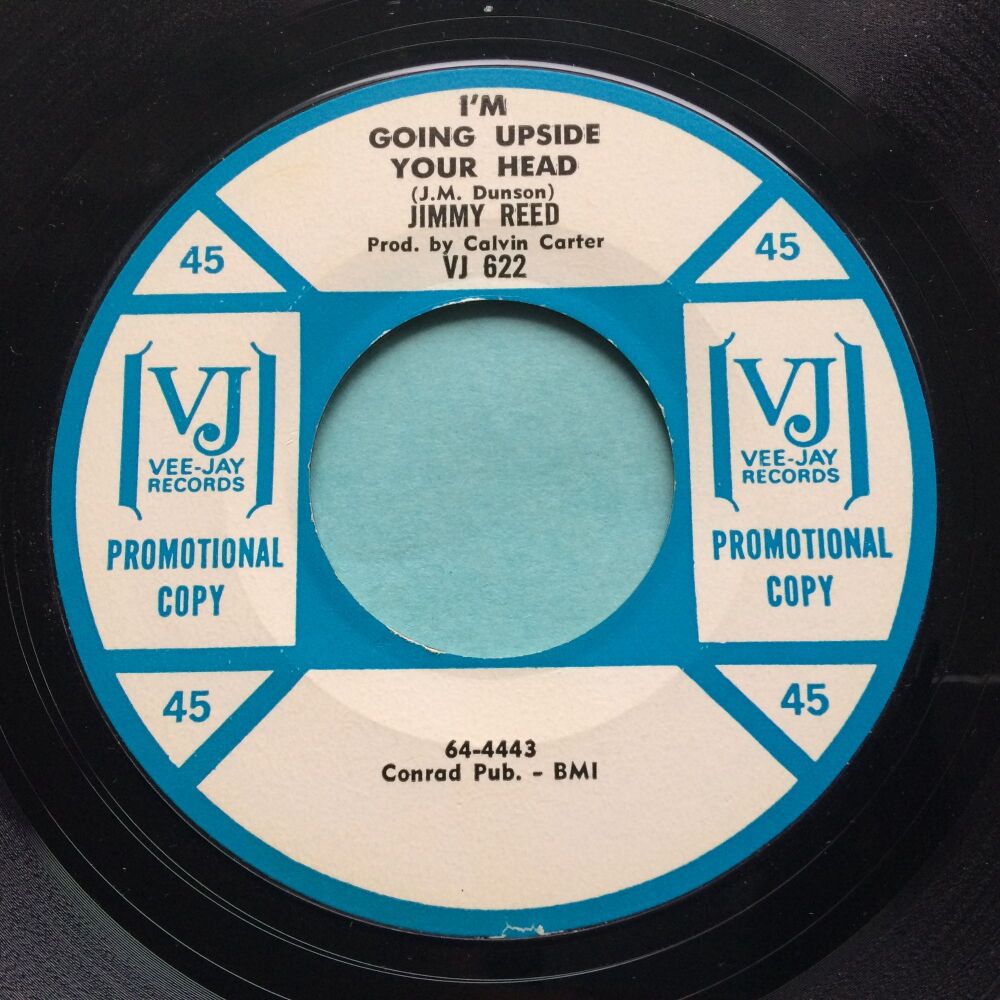 I'M
GOING UPSIDE
YOUR HEAD
(J.M. Dunson)
JIMMY REED
Prod. by Calvin Carter
VJ 622
45
45
VJ
VEE-JAY
RECORDS
PROMOTIONAL
COPY
VJ
VEE-JAY
RECORDS
PROMOTIONAL
COPY
45
45
64-4443
Conrad Pub. - BMI